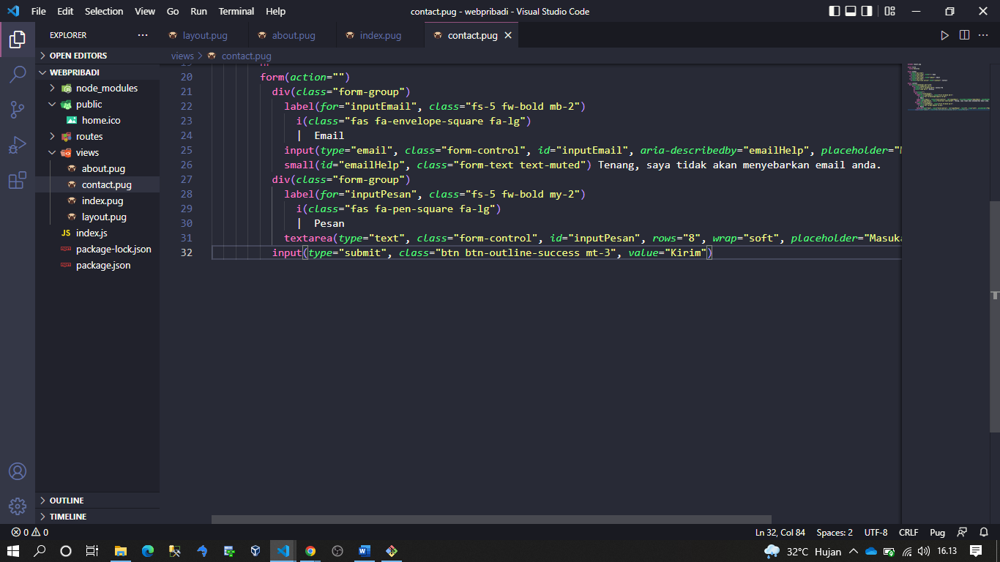 File Edit Selection View Go Run Terminal Help contact.pug - webpribadi - Visual Studio Code
EXPLORER ··· layout.pug about.pug index.pug contact.pug
OPEN EDITORS
views > contact.pug
WEBPRIBADI
node_modules
public
home.ico
routes
views
about.pug
contact.pug
index.pug
layout.pug
index.js
package-lock.json
package.json
OUTLINE
TIMELINE
20 form(action="")
21 div(class="form-group")
22 label(for="inputEmail", class="fs-5 fw-bold mb-2")
23 i(class="fas fa-envelope-square fa-lg")
24 | Email
25 input(type="email", class="form-control", id="inputEmail", aria-describedby="emailHelp", placeholder="
26 small(id="emailHelp", class="form-text text-muted") Tenang, saya tidak akan menyebarkan email anda.
27 div(class="form-group")
28 label(for="inputPesan", class="fs-5 fw-bold my-2")
29 i(class="fas fa-pen-square fa-lg")
30 | Pesan
31 textarea(type="text", class="form-control", id="inputPesan", rows="8", wrap="soft", placeholder="Masuka
32 input(type="submit", class="btn btn-outline-success mt-3", value="Kirim")
0 0 Ln 32, Col 84 Spaces: 2 UTF-8 CRLF Pug
32°C Hujan 16.13